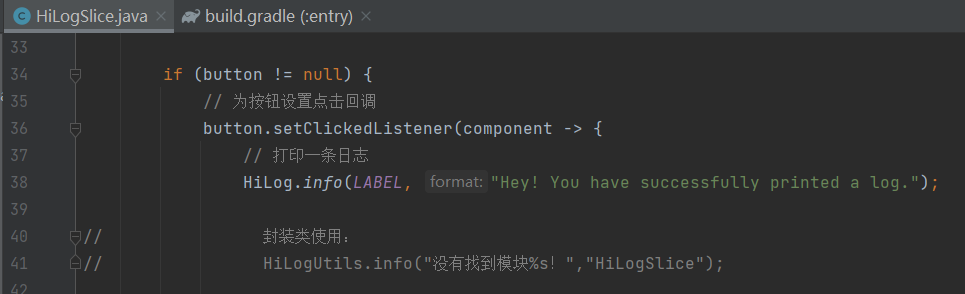 HiLogSlice.java × build.gradle (:entry) ×
33
34 if (button != null) {
35 // 为按钮设置点击回调
36 button.setClickedListener(component -> {
37 // 打印一条日志
38 HiLog.info(LABEL, format: "Hey! You have successfully printed a log.");
39
40 // 封装类使用：
41 // HiLogUtils.info("没有找到模块%s! ","HiLogSlice");
42